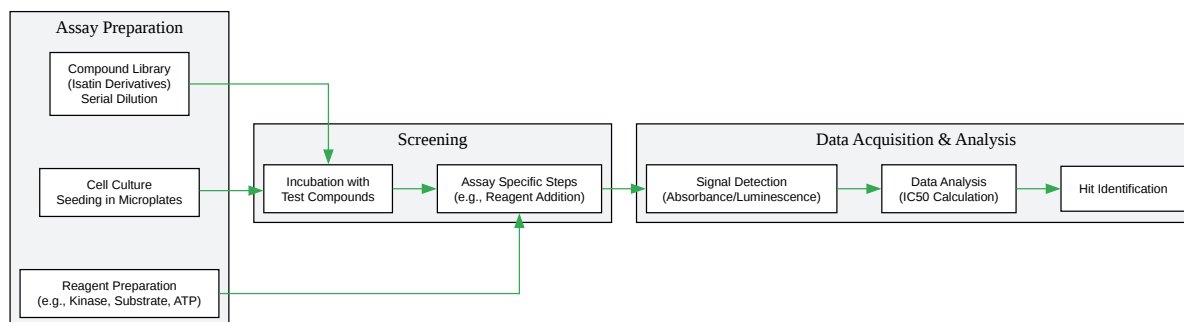 Assay Preparation
Compound Library
(Isatin Derivatives)
Serial Dilution
Cell Culture
Seeding in Microplates
Reagent Preparation
(e.g., Kinase, Substrate, ATP)
Screening
Incubation with
Test Compounds
Assay Specific Steps
(e.g., Reagent Addition)
Data Acquisition & Analysis
Signal Detection
(Absorbance/Luminescence)
Data Analysis
(IC50 Calculation)
Hit Identification